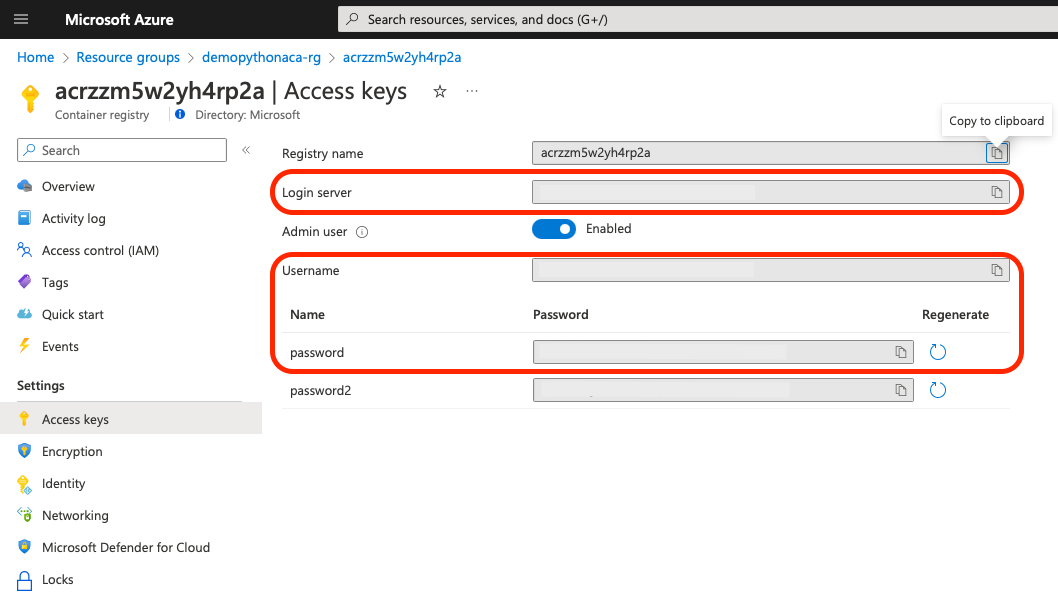 Microsoft Azure
Search resources, services, and docs (G+/)
Home > Resource groups > demopythonaca-rg > acrzzm5w2yh4rp2a
acrzzm5w2yh4rp2a | Access keys
Container registry
Directory: Microsoft
Copy to clipboard
Search
Overview
Activity log
Access control (IAM)
Tags
Quick start
Events
Settings
Access keys
Encryption
Identity
Networking
Microsoft Defender for Cloud
Locks
Registry name acrzzm5w2yh4rp2a
Login server
Admin user Enabled
Username
Name Password Regenerate
password
password2